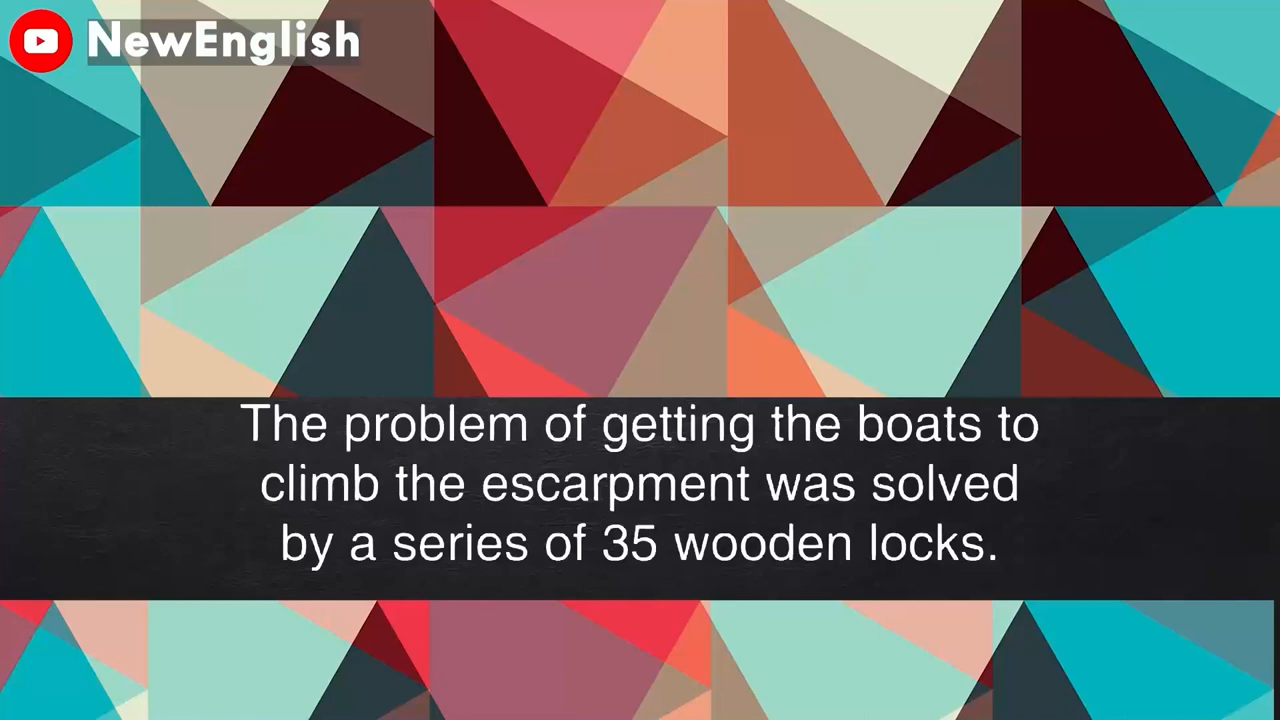 NewEnglish
The problem of getting the boats to
climb the escarpment was solved
by a series of 35 wooden locks.